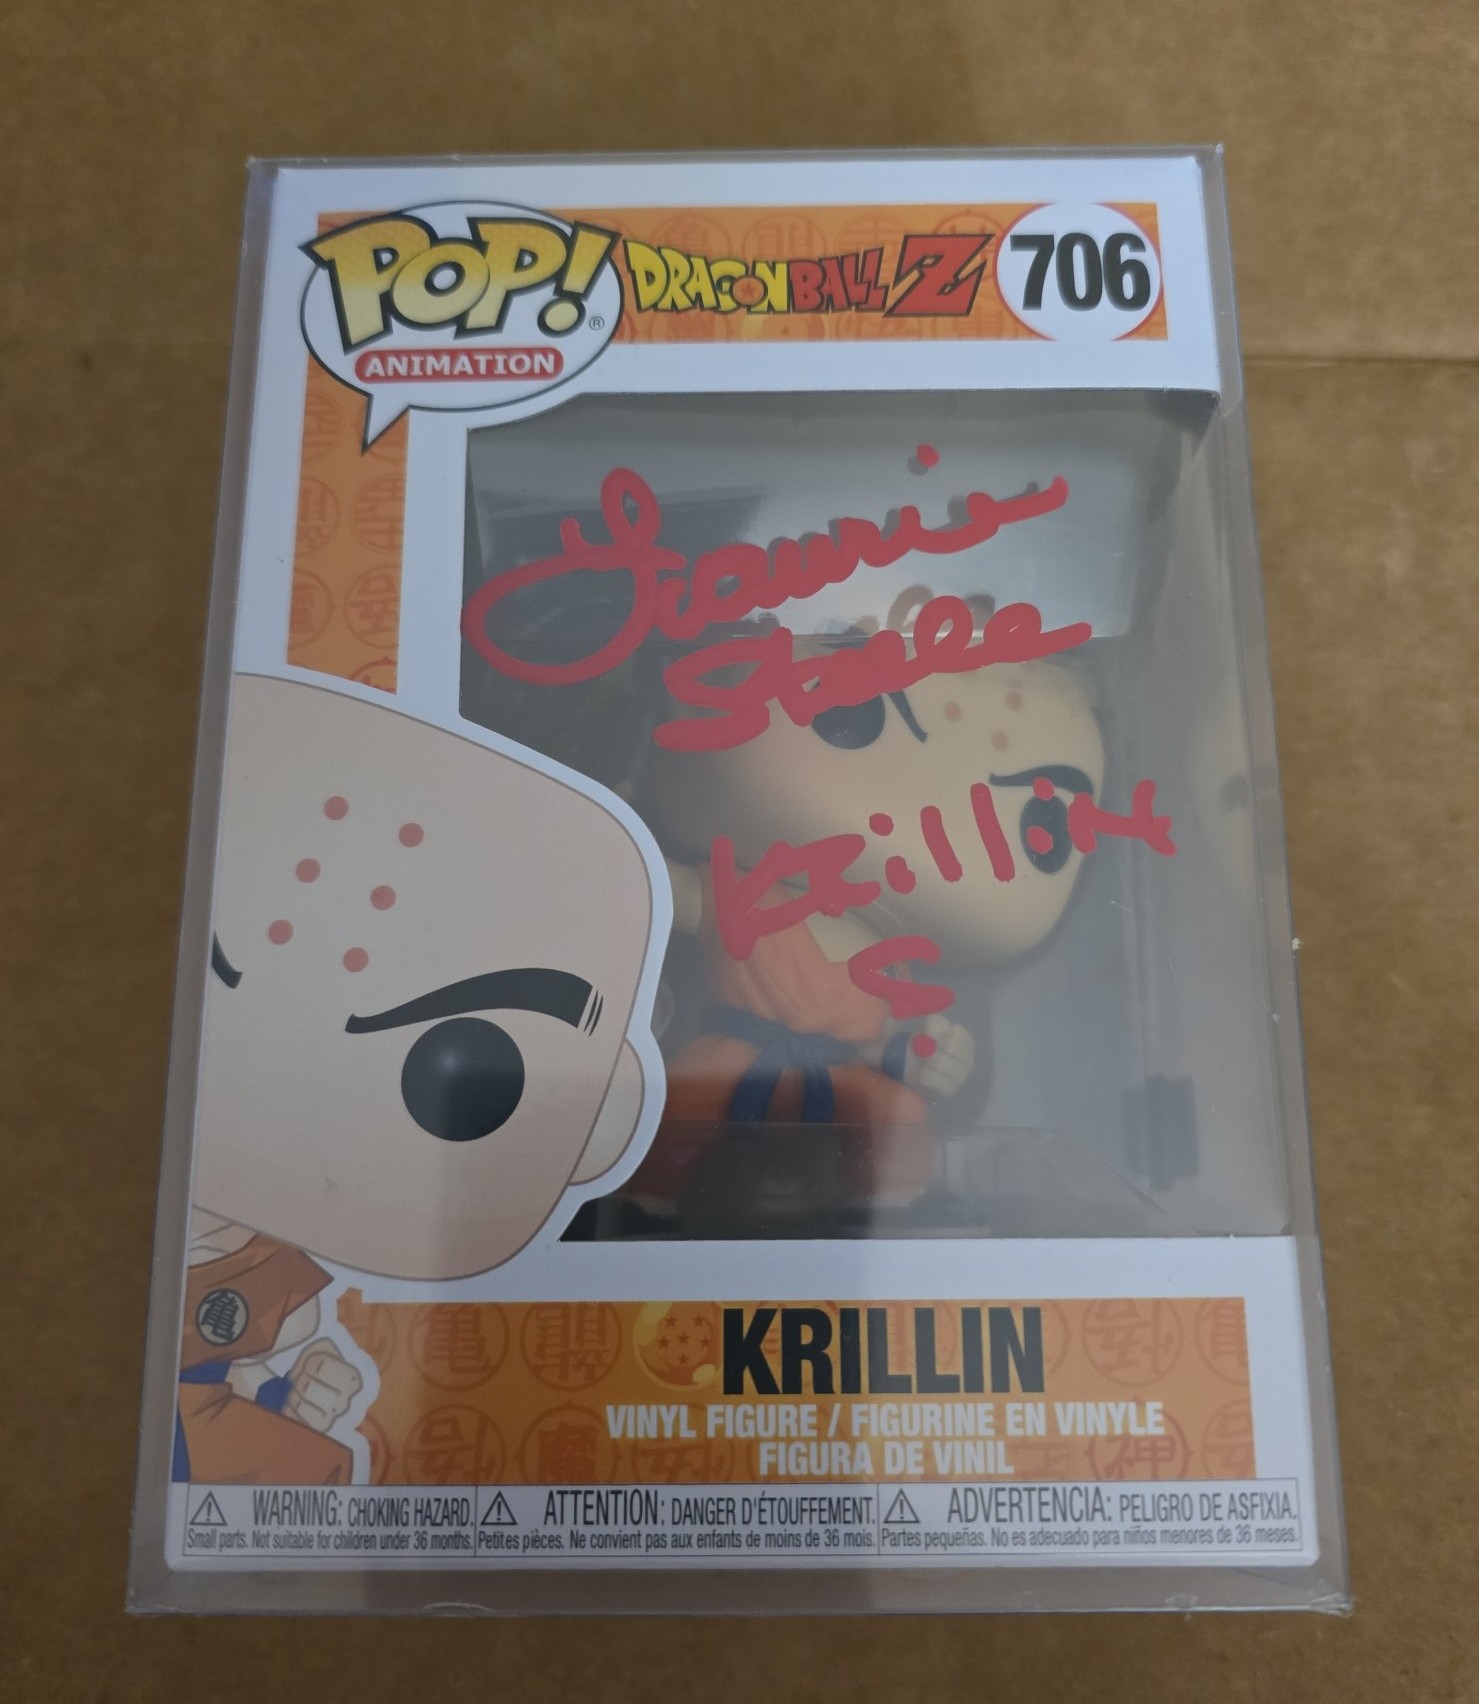 POP! DRAGON BALL Z 706
®
ANIMATION
Laurie
Steele
Krillin
亀
KRILLIN
VINYL FIGURE / FIGURINE EN VINYLE
FIGURA DE VINIL
WARNING: CHOKING HAZARD.
Small parts. Not suitable for children under 36 months.
ATTENTION: DANGER D'ÉTOUFFEMENT.
Petites pièces. Ne convient pas aux enfants de moins de 36 mois.
ADVERTENCIA: PELIGRO DE ASFIXIA.
Partes pequeñas. No es adecuado para niños menores de 36 meses.